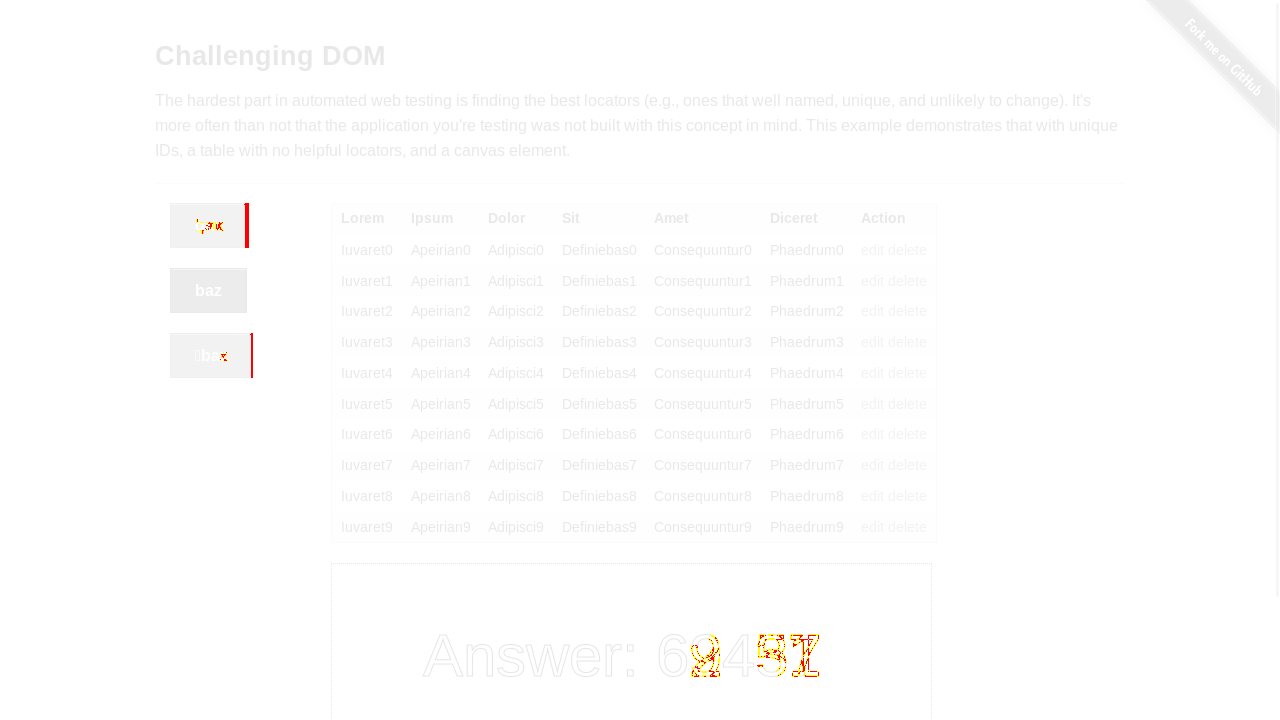 Fork me on GitHub
Challenging DOM
The hardest part in automated web testing is finding the best locators (e.g., ones that well named, unique, and unlikely to change). It's
more often than not that the application you're testing was not built with this concept in mind. This example demonstrates that with unique
IDs, a table with no helpful locators, and a canvas element.
baz
Lorem Ipsum Dolor Sit Amet Diceret Action
Iuvaret0 Apeirian0 Adipisci0 Definiebas0 Consequuntur0 Phaedrum0 edit delete
Iuvaret1 Apeirian1 Adipisci1 Definiebas1 Consequuntur1 Phaedrum1 edit delete
Iuvaret2 Apeirian2 Adipisci2 Definiebas2 Consequuntur2 Phaedrum2 edit delete
Iuvaret3 Apeirian3 Adipisci3 Definiebas3 Consequuntur3 Phaedrum3 edit delete
Iuvaret4 Apeirian4 Adipisci4 Definiebas4 Consequuntur4 Phaedrum4 edit delete
Iuvaret5 Apeirian5 Adipisci5 Definiebas5 Consequuntur5 Phaedrum5 edit delete
Iuvaret6 Apeirian6 Adipisci6 Definiebas6 Consequuntur6 Phaedrum6 edit delete
Iuvaret7 Apeirian7 Adipisci7 Definiebas7 Consequuntur7 Phaedrum7 edit delete
Iuvaret8 Apeirian8 Adipisci8 Definiebas8 Consequuntur8 Phaedrum8 edit delete
Iuvaret9 Apeirian9 Adipisci9 Definiebas9 Consequuntur9 Phaedrum9 edit delete
Answer: